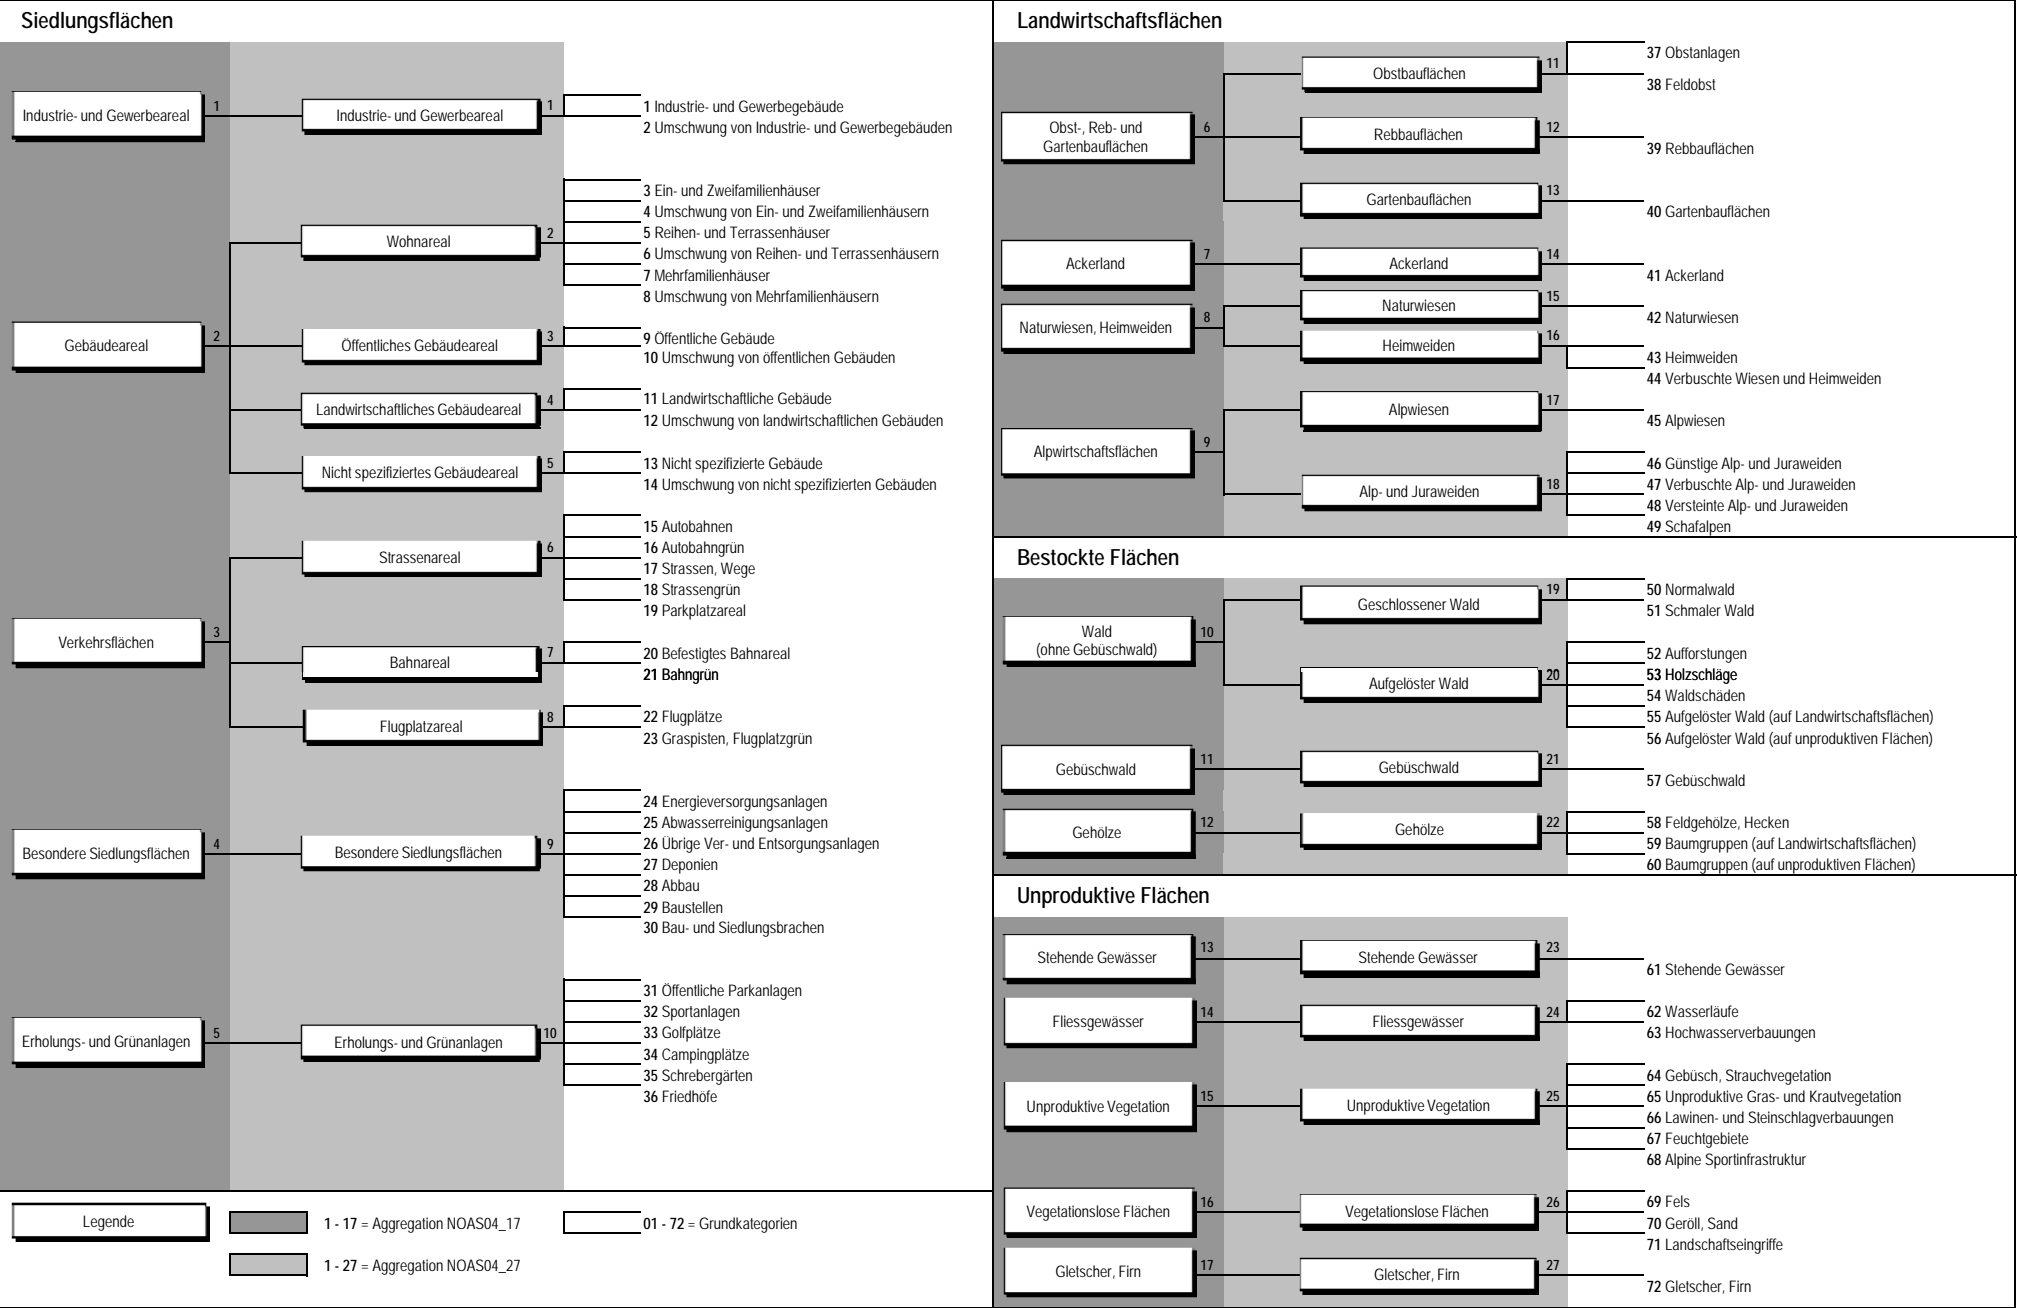 Siedlungsflächen
Industrie- und Gewerbeareal
1
Industrie- und Gewerbeareal
1
1 Industrie- und Gewerbegebäude
2 Umschwung von Industrie- und Gewerbegebäuden
Gebäudeareal
2
Wohnareal
2
3 Ein- und Zweifamilienhäuser
4 Umschwung von Ein- und Zweifamilienhäusern
5 Reihen- und Terrassenhäuser
6 Umschwung von Reihen- und Terrassenhäusern
7 Mehrfamilienhäuser
8 Umschwung von Mehrfamilienhäusern
Öffentliches Gebäudeareal
3
9 Öffentliche Gebäude
10 Umschwung von öffentlichen Gebäuden
Landwirtschaftliches Gebäudeareal
4
11 Landwirtschaftliche Gebäude
12 Umschwung von landwirtschaftlichen Gebäuden
Nicht spezifiziertes Gebäudeareal
5
13 Nicht spezifizierte Gebäude
14 Umschwung von nicht spezifizierten Gebäuden
Verkehrsflächen
3
Strassenareal
6
15 Autobahnen
16 Autobahngrün
17 Strassen, Wege
18 Strassengrün
19 Parkplatzareal
Bahnareal
7
20 Befestigtes Bahnareal
21 Bahngrün
Flugplatzareal
8
22 Flugplätze
23 Graspisten, Flugplatzgrün
Besondere Siedlungsflächen
4
Besondere Siedlungsflächen
9
24 Energieversorgungsanlagen
25 Abwasserreinigungsanlagen
26 Übrige Ver- und Entsorgungsanlagen
27 Deponien
28 Abbau
29 Baustellen
30 Bau- und Siedlungsbrachen
Erholungs- und Grünanlagen
5
Erholungs- und Grünanlagen
10
31 Öffentliche Parkanlagen
32 Sportanlagen
33 Golfplätze
34 Campingplätze
35 Schrebergärten
36 Friedhöfe
Legende
1 - 17 = Aggregation NOAS04_17
01 - 72 = Grundkategorien
1 - 27 = Aggregation NOAS04_27
Landwirtschaftsflächen
Obst-, Reb- und
Gartenbauflächen
6
Obstbauflächen
11
37 Obstanlagen
38 Feldobst
Rebbauflächen
12
39 Rebbauflächen
Gartenbauflächen
13
40 Gartenbauflächen
Ackerland
7
Ackerland
14
41 Ackerland
Naturwiesen, Heimweiden
8
Naturwiesen
15
42 Naturwiesen
Heimweiden
16
43 Heimweiden
44 Verbuschte Wiesen und Heimweiden
Alpwirtschaftsflächen
9
Alpwiesen
17
45 Alpwiesen
Alp- und Juraweiden
18
46 Günstige Alp- und Juraweiden
47 Verbuschte Alp- und Juraweiden
48 Versteinte Alp- und Juraweiden
49 Schafalpen
Bestockte Flächen
Wald
(ohne Gebüschwald)
10
Geschlossener Wald
19
50 Normalwald
51 Schmaler Wald
Aufgelöster Wald
20
52 Aufforstungen
53 Holzschläge
54 Waldschäden
55 Aufgelöster Wald (auf Landwirtschaftsflächen)
56 Aufgelöster Wald (auf unproduktiven Flächen)
Gebüschwald
11
Gebüschwald
21
57 Gebüschwald
Gehölze
12
Gehölze
22
58 Feldgehölze, Hecken
59 Baumgruppen (auf Landwirtschaftsflächen)
60 Baumgruppen (auf unproduktiven Flächen)
Unproduktive Flächen
Stehende Gewässer
13
Stehende Gewässer
23
61 Stehende Gewässer
Fliessgewässer
14
Fliessgewässer
24
62 Wasserläufe
63 Hochwasserverbauungen
Unproduktive Vegetation
15
Unproduktive Vegetation
25
64 Gebüsch, Strauchvegetation
65 Unproduktive Gras- und Krautvegetation
66 Lawinen- und Steinschlagverbauungen
67 Feuchtgebiete
68 Alpine Sportinfrastruktur
Vegetationslose Flächen
16
Vegetationslose Flächen
26
69 Fels
70 Geröll, Sand
71 Landschaftseingriffe
Gletscher, Firn
17
Gletscher, Firn
27
72 Gletscher, Firn